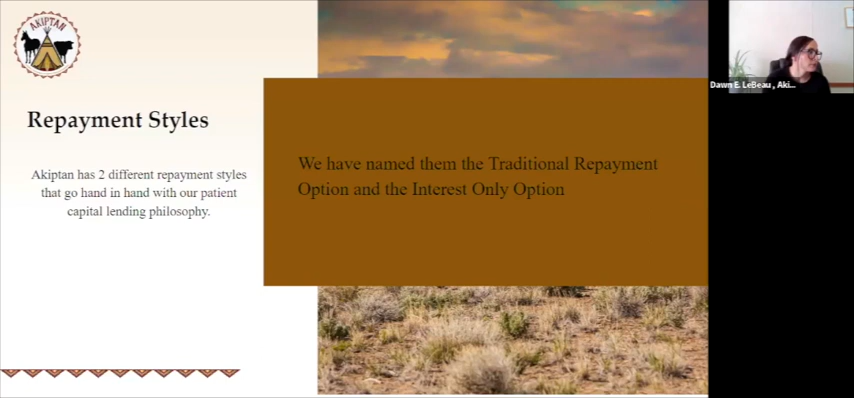 AKIPTAN
Repayment Styles
Akiptan has 2 different repayment styles
that go hand in hand with our patient
capital lending philosophy.
We have named them the Traditional Repayment
Option and the Interest Only Option
Dawn E. LeBeau , Aki...